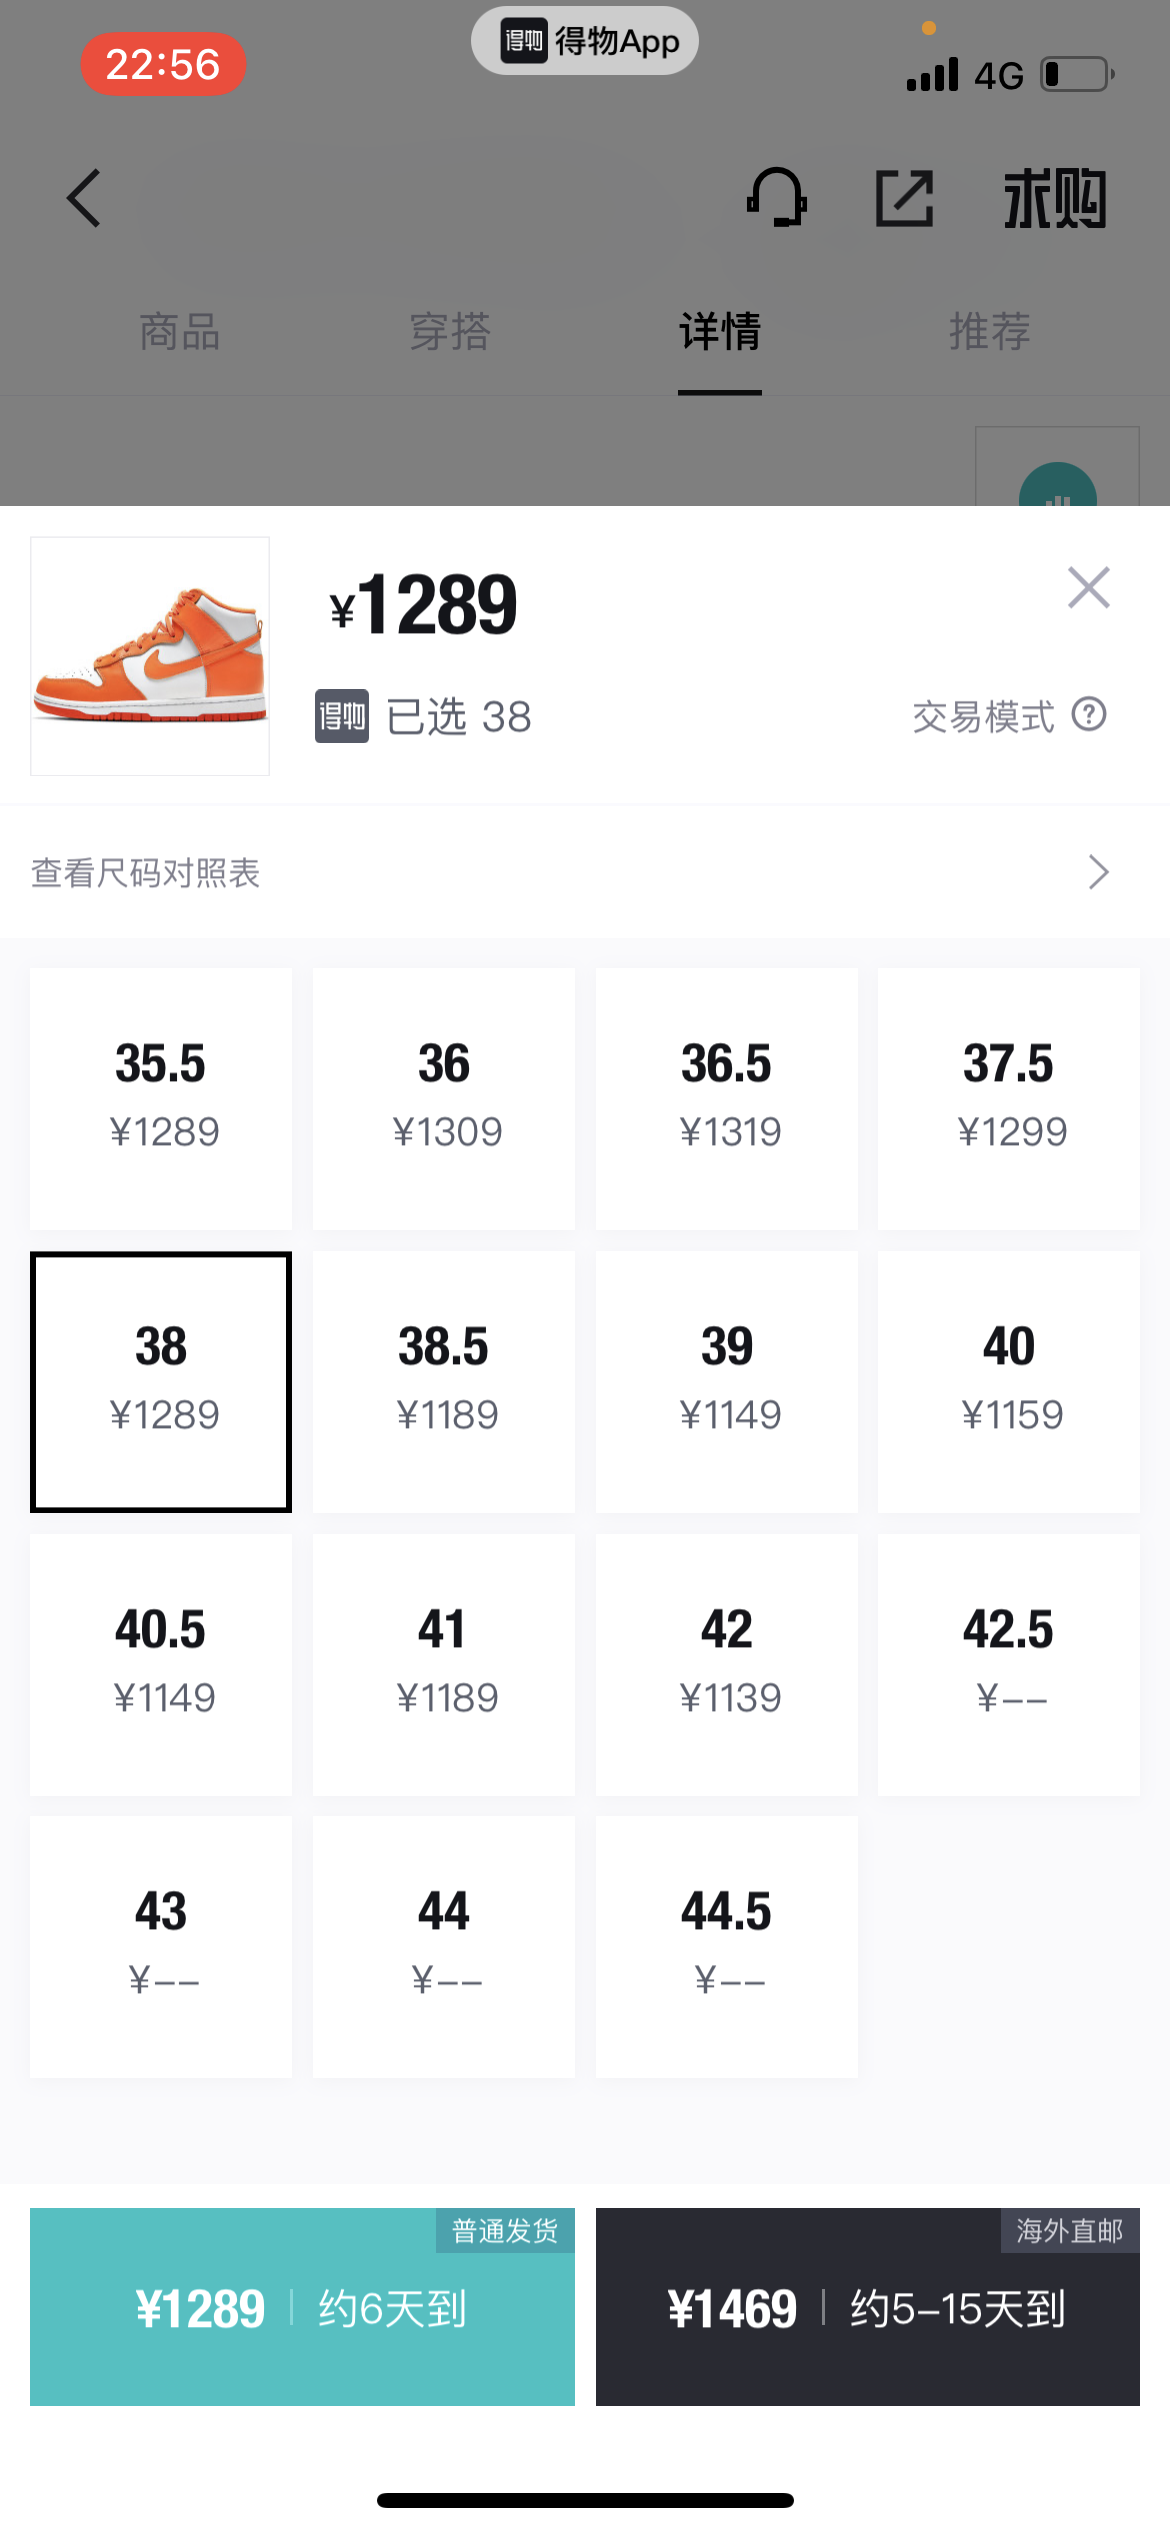 得物 得物App
22:56
4G
求购
商品 穿搭 详情 推荐
¥1289
得物 已选 38
交易模式 ?
查看尺码对照表
35.5 36 36.5 37.5
¥1289 ¥1309 ¥1319 ¥1299
38 38.5 39 40
¥1289 ¥1189 ¥1149 ¥1159
40.5 41 42 42.5
¥1149 ¥1189 ¥1139 ¥--
43 44 44.5
¥-- ¥-- ¥--
普通发货
¥1289 约6天到
海外直邮
¥1469 约5-15天到